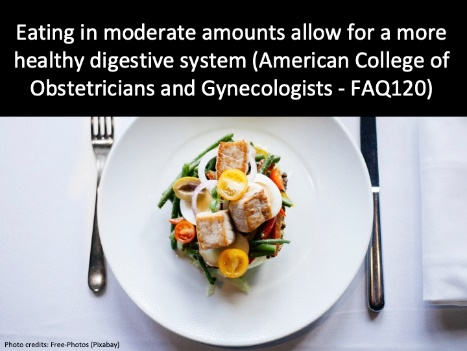 Eating in moderate amounts allow for a more
healthy digestive system (American College of
Obstetricians and Gynecologists - FAQ120)
Photo credits: Free-Photos (Pixabay)